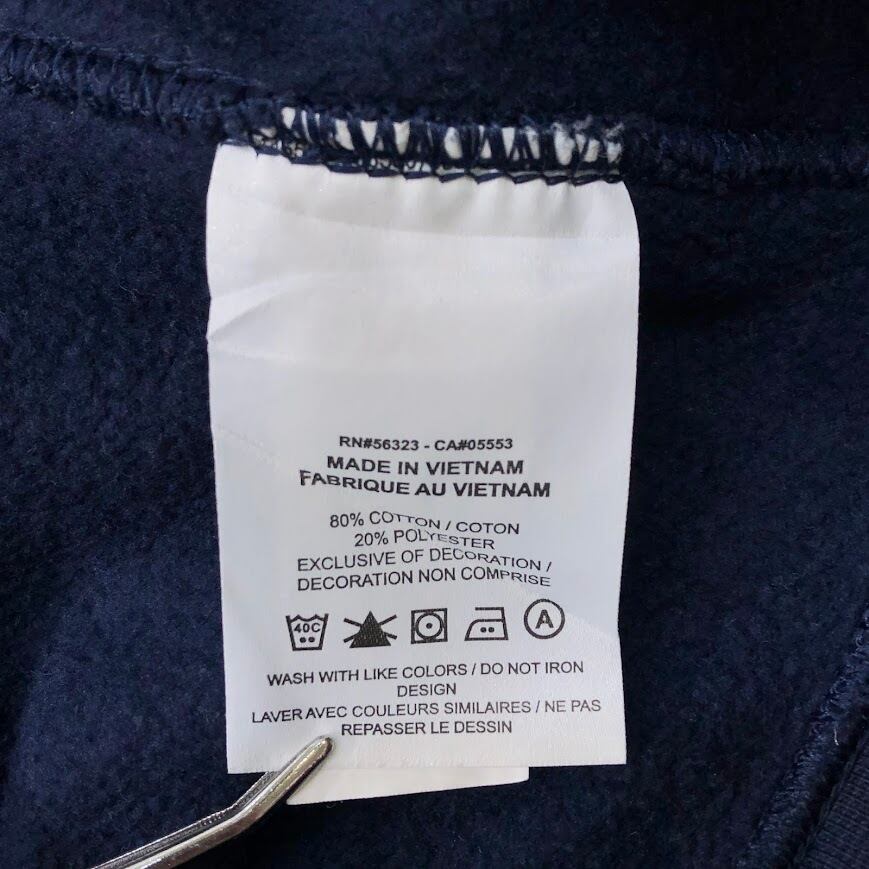 RN#56323 - CA#05553
MADE IN VIETNAM
FABRIQUE AU VIETNAM
80% COTTON / COTON
20% POLYESTER
EXCLUSIVE OF DECORATION /
DECORATION NON COMPRISE
40C A
WASH WITH LIKE COLORS / DO NOT IRON
DESIGN
LAVER AVEC COULEURS SIMILAIRES / NE PAS
REPASSER LE DESSIN